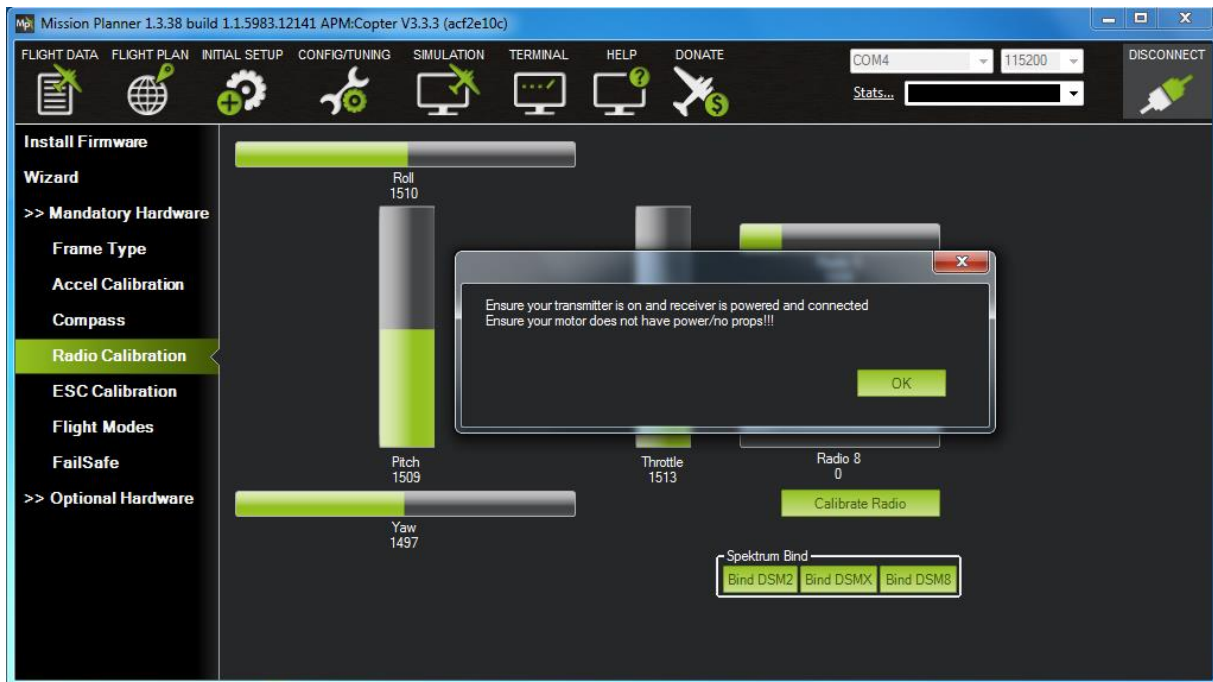 Mission Planner 1.3.38 build 1.1.5983.12141 APM:Copter V3.3.3 (acf2e10c)
FLIGHT DATA FLIGHT PLAN INITIAL SETUP CONFIG/TUNING SIMULATION TERMINAL HELP DONATE
COM4 115200 DISCONNECT
Stats...
Install Firmware
Wizard
>> Mandatory Hardware
Frame Type
Accel Calibration
Compass
Radio Calibration
ESC Calibration
Flight Modes
FailSafe
>> Optional Hardware
Roll
1510
Ensure your transmitter is on and receiver is powered and connected
Ensure your motor does not have power/no props!!!
OK
Pitch
1509
Throttle
1513
Radio 8
0
Calibrate Radio
Yaw
1497
Spektrum Bind
Bind DSM2 Bind DSMX Bind DSM8